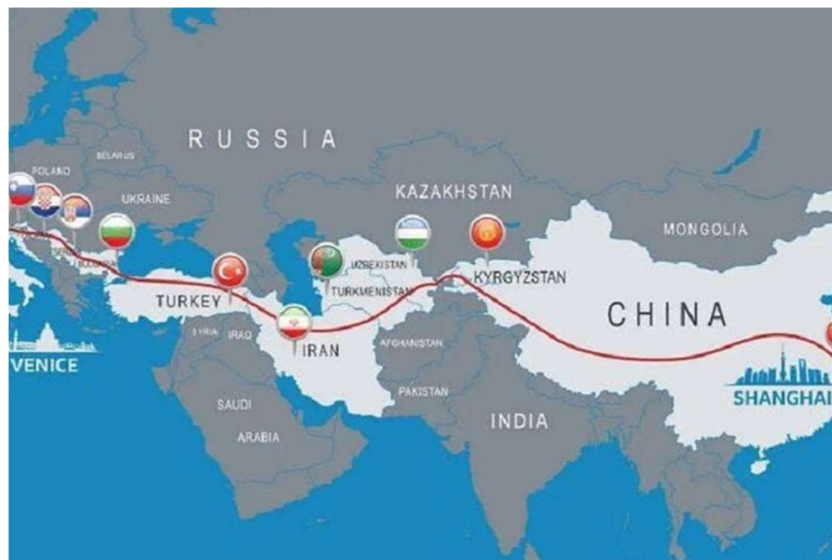 RUSSIA
POLAND
BELARUS
UKRAINE
KAZAKHSTAN
MONGOLIA
UZBEKISTAN
KYRGYZSTAN
TURKMENISTAN
TURKEY
CHINA
SYRIA
IRAQ
IRAN
AFGHANISTAN
VENICE
PAKISTAN
SHANGHAI
SAUDI
ARABIA
INDIA